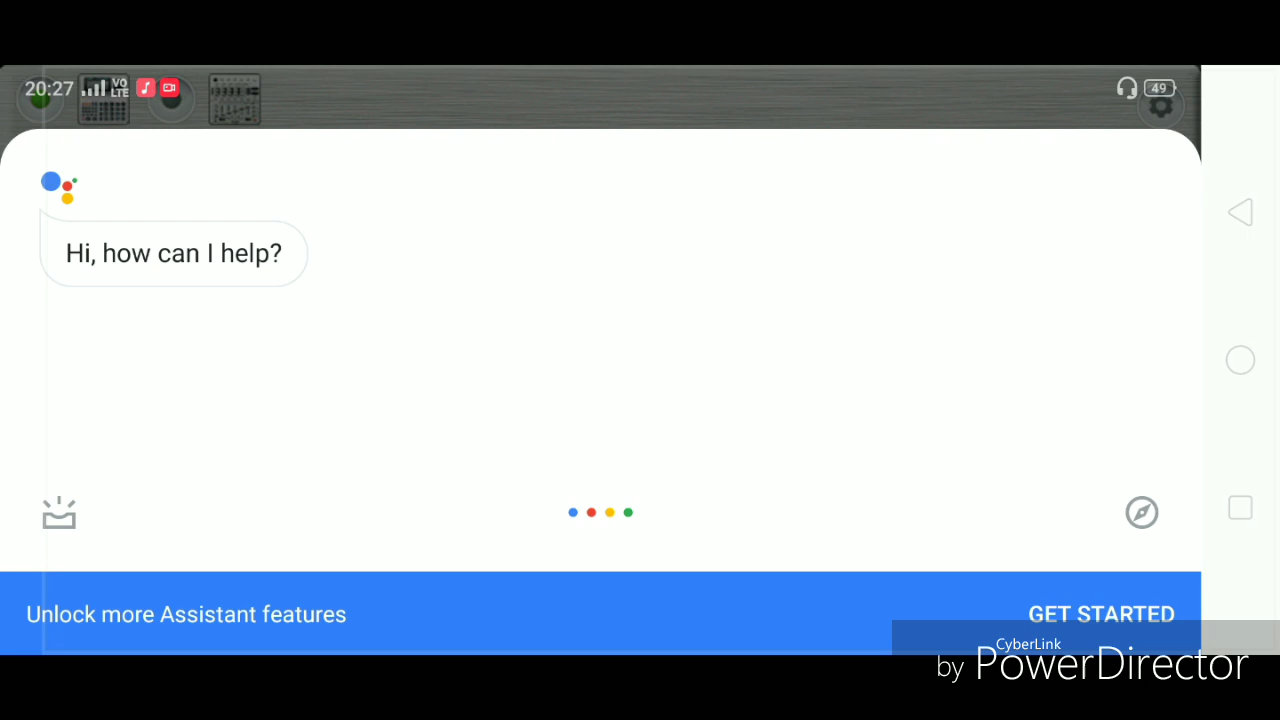 20:27 VO LTE 49
Hi, how can I help?
Unlock more Assistant features GET STARTED
CyberLink
by PowerDirector